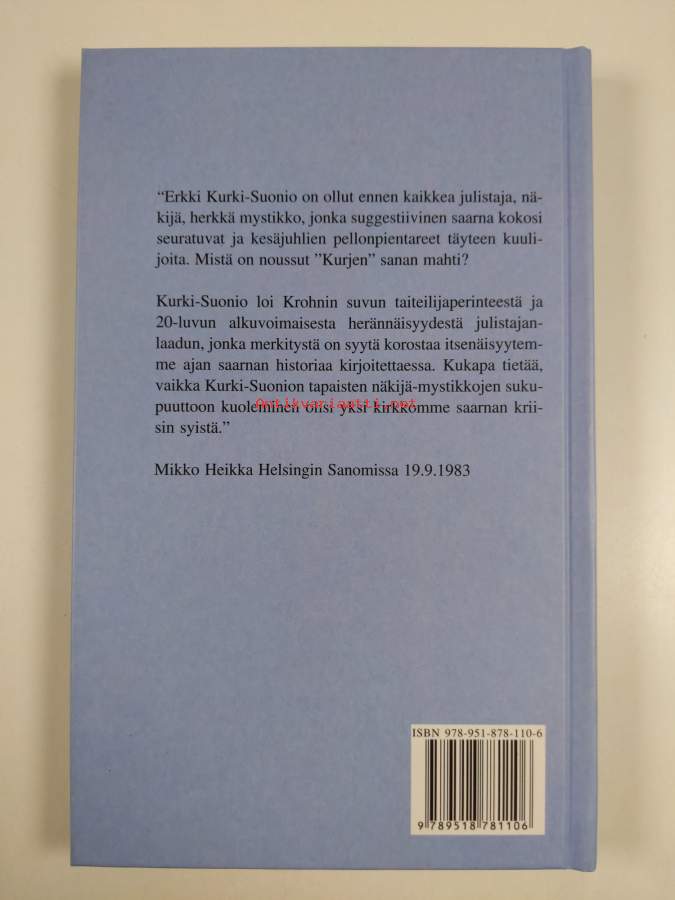 “Erkki Kurki-Suonio on ollut ennen kaikkea julistaja, nä-
kijä, herkkä mystikko, jonka suggestiivinen saarna kokosi
seuratuvat ja kesäjuhlien pellonpientareet täyteen kuuli-
joita. Mistä on noussut ”Kurjen” sanan mahti?
Kurki-Suonio loi Krohnin suvun taiteilijaperinteestä ja
20-luvun alkuvoimaisesta herännäisyydestä julistajan-
laadun, jonka merkitystä on syytä korostaa itsenäisyytem-
me ajan saarnan historiaa kirjoitettaessa. Kukapa tietää,
vaikka Kurki-Suonion tapaisten näkijä-mystikkojen suku-
puuttoon kuoleminen olisi yksi kirkkomme saarnan krii-
Antikvariaatti.net
sin syistä.”
Mikko Heikka Helsingin Sanomissa 19.9.1983
ISBN 978-951-878-110-6
9 789518 781106